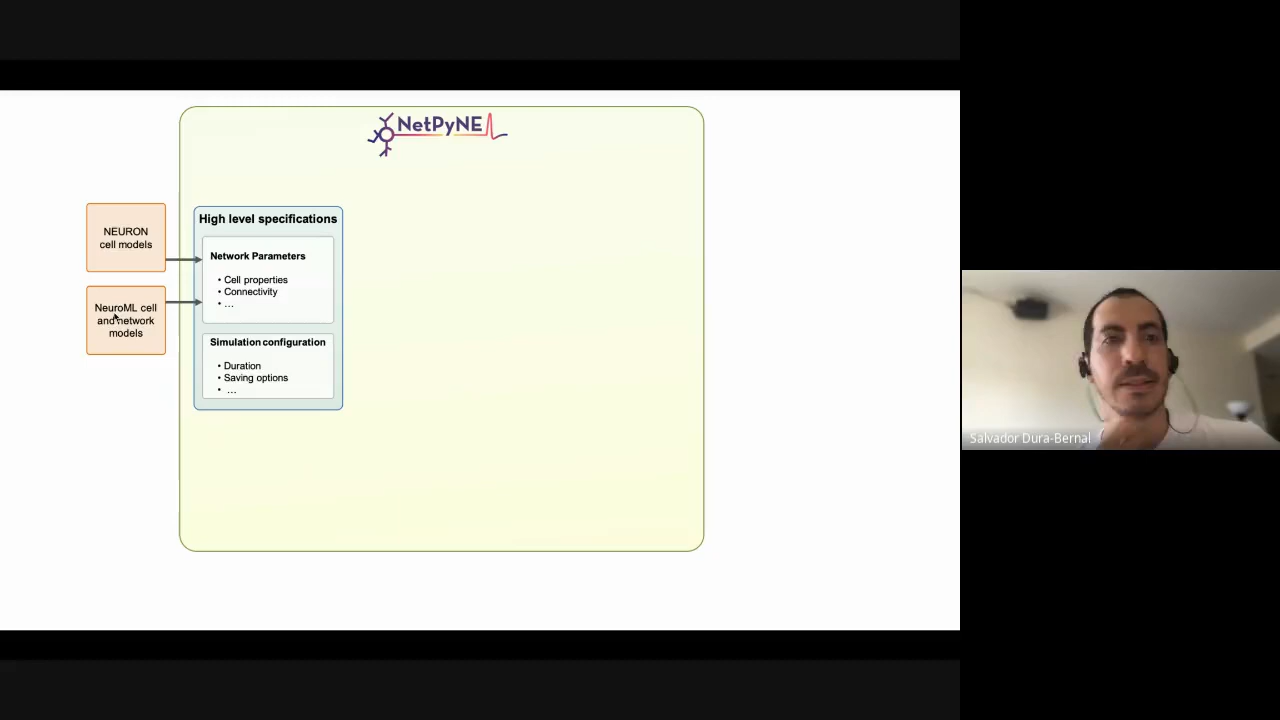 NetPyNE
NEURON
cell models
NeuroML cell
and network
models
High level specifications
Network Parameters
• Cell properties
• Connectivity
• ...
Simulation configuration
• Duration
• Saving options
• ...
Salvador Dura-Bernal